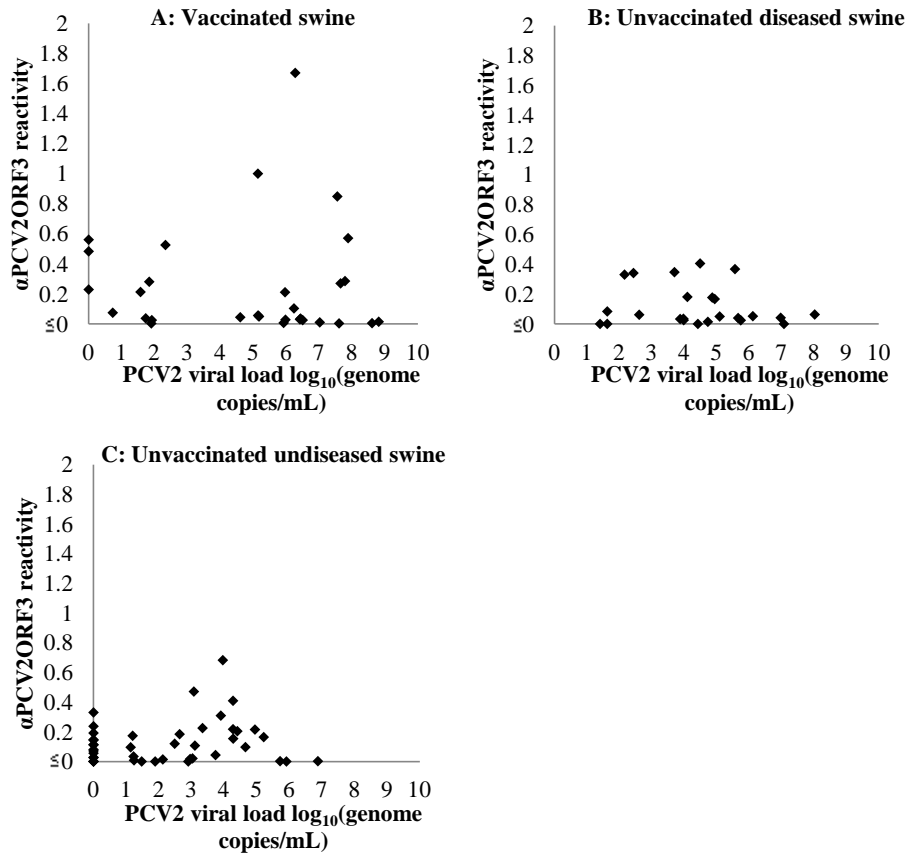 A: Vaccinated swine
2
1.8
1.6
1.4
1.2
1
0.8
0.6
0.4
0.2
≤0
αPCV2ORF3 reactivity
0 1 2 3 4 5 6 7 8 9 10
PCV2 viral load log10(genome
copies/mL)
B: Unvaccinated diseased swine
2
1.8
1.6
1.4
1.2
1
0.8
0.6
0.4
0.2
≤0
αPCV2ORF3 reactivity
0 1 2 3 4 5 6 7 8 9 10
PCV2 viral load log10(genome
copies/mL)
C: Unvaccinated undiseased swine
2
1.8
1.6
1.4
1.2
1
0.8
0.6
0.4
0.2
≤0
αPCV2ORF3 reactivity
0 1 2 3 4 5 6 7 8 9 10
PCV2 viral load log10(genome
copies/mL)